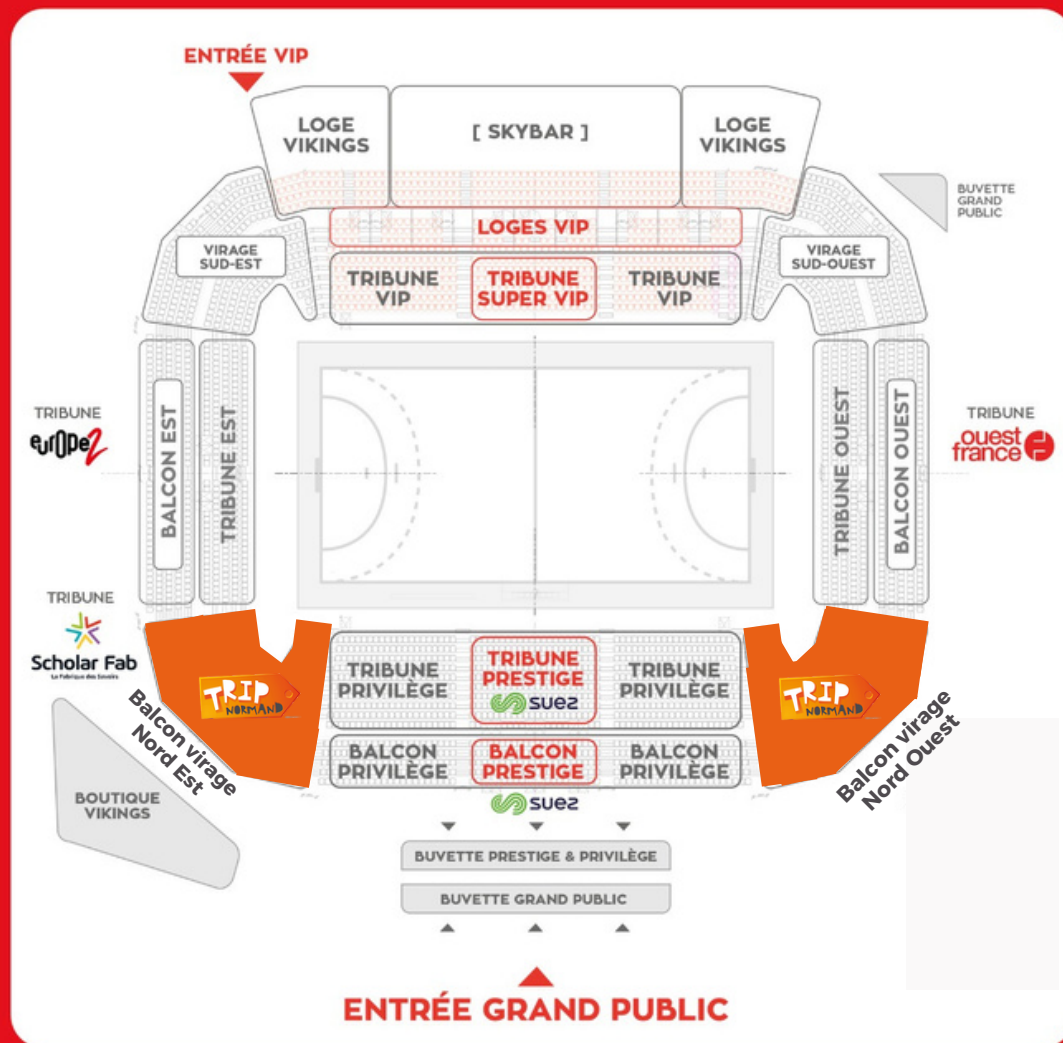 ENTRÉE VIP
LOGE
VIKINGS
[ SKYBAR ]
LOGE
VIKINGS
BUVETTE
GRAND
PUBLIC
LOGES VIP
VIRAGE
SUD-EST
VIRAGE
SUD-OUEST
TRIBUNE
VIP
TRIBUNE
SUPER VIP
TRIBUNE
VIP
TRIBUNE
europe2
BALCON EST
TRIBUNE EST
TRIBUNE OUEST
BALCON OUEST
TRIBUNE
ouest
france
TRIBUNE
Scholar Fab
La Fabrique des Savoirs
TRIP
NORMAND
Balcon virage
Nord Est
TRIBUNE
PRIVILÈGE
TRIBUNE
PRESTIGE
suez
TRIBUNE
PRIVILÈGE
TRIP
NORMAND
Balcon virage
Nord Ouest
BALCON
PRIVILÈGE
BALCON
PRESTIGE
BALCON
PRIVILÈGE
suez
BOUTIQUE
VIKINGS
BUVETTE PRESTIGE & PRIVILÈGE
BUVETTE GRAND PUBLIC
ENTRÉE GRAND PUBLIC